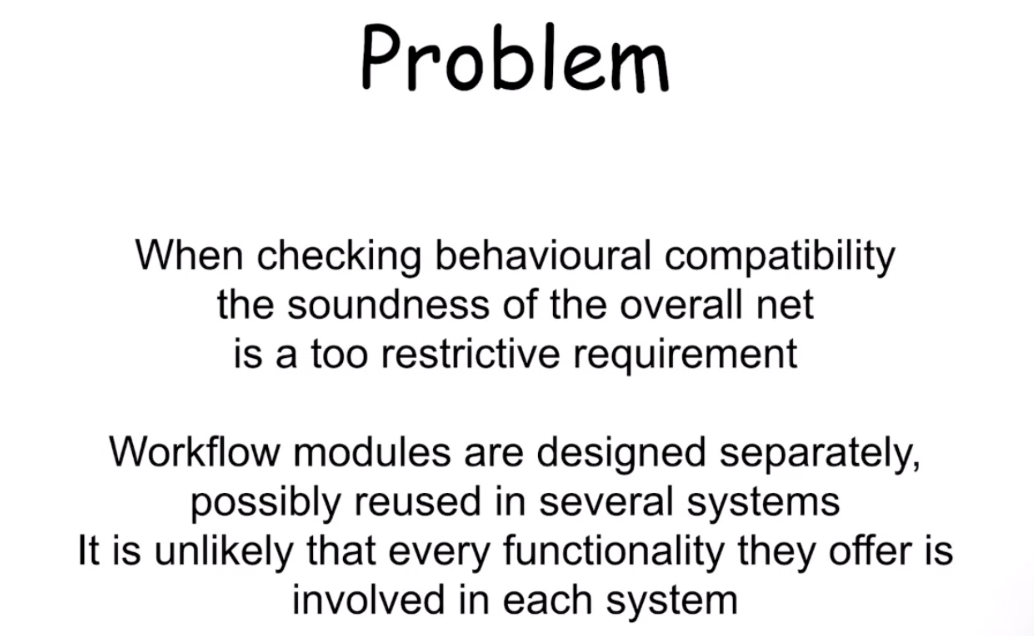 Problem
When checking behavioural compatibility
the soundness of the overall net
is a too restrictive requirement
Workflow modules are designed separately,
possibly reused in several systems
It is unlikely that every functionality they offer is
involved in each system